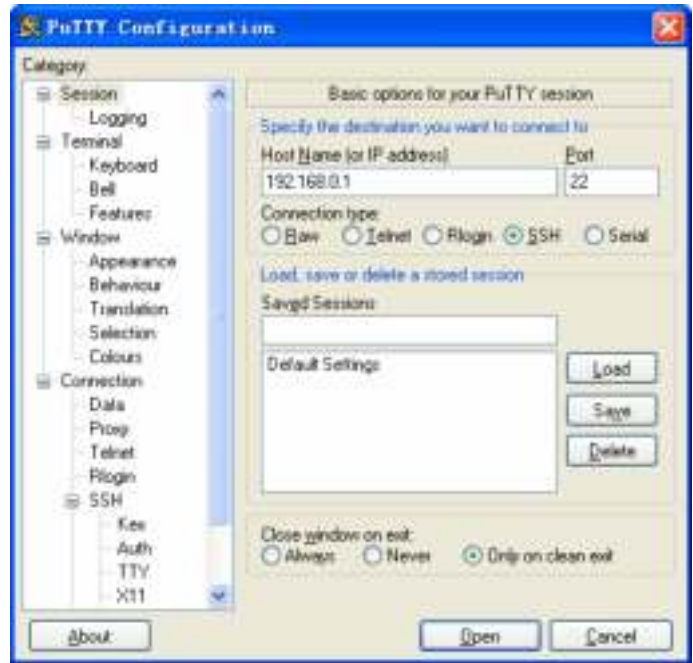 PuTTY Configuration
Category:
Session
Logging
Terminal
Keyboard
Bell
Features
Window
Appearance
Behaviour
Translation
Selection
Colours
Connection
Data
Proxy
Telnet
Rlogin
SSH
Kex
Auth
TTY
X11
Basic options for your PuTTY session
Specify the destination you want to connect to
Host Name (or IP address) Port
192.168.0.1 22
Connection type:
Raw Telnet Rlogin SSH Serial
Load, save or delete a stored session
Saved Sessions
Default Settings
Load
Save
Delete
Close window on exit:
Always Never Only on clean exit
About Open Cancel